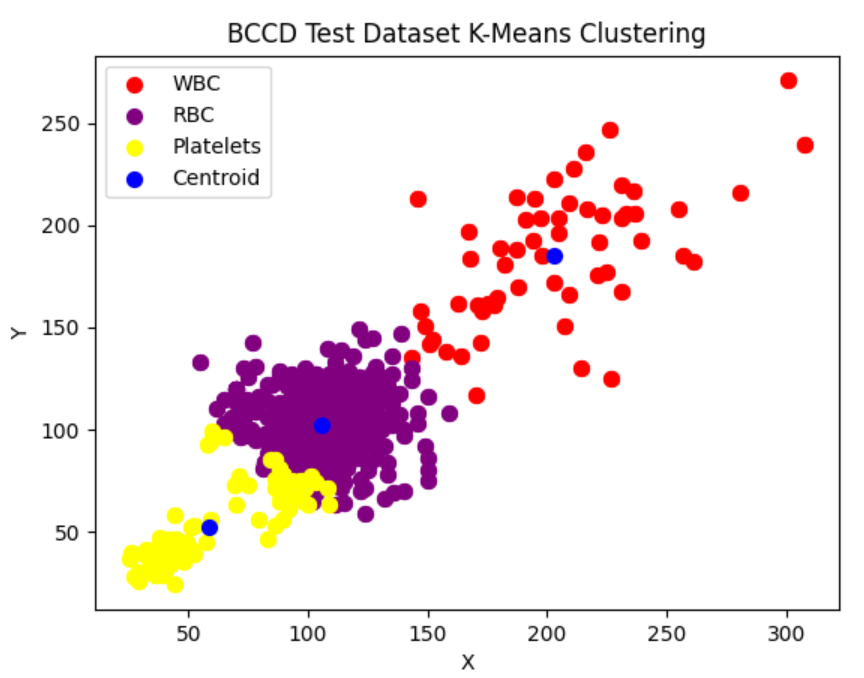 BCCD Test Dataset K-Means Clustering
WBC
RBC
Platelets
Centroid
250
200
150
100
50
Y
50 100 150 200 250 300
X